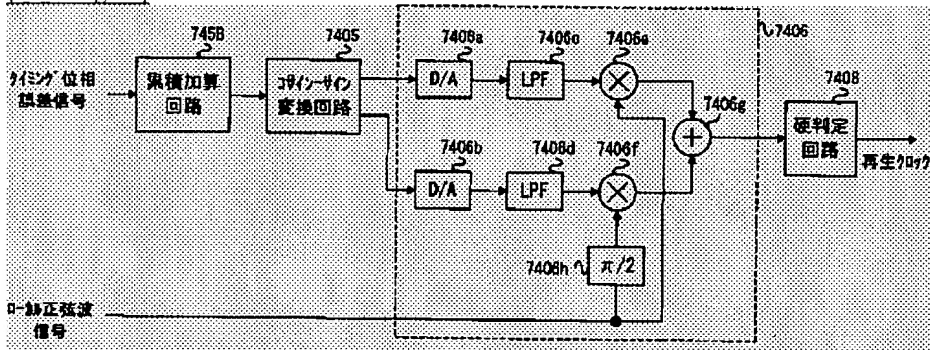 7458
7405
7406a
7406c
7406e
7406
タイミング位相
誤差信号
累積加算
回路
コサイン-サイン
変換回路
D/A
LPF
7406g
7408
硬判定
回路
再生クロック
7406b
7406d
7406f
D/A
LPF
7406h
π/2
ローカル正弦波
信号